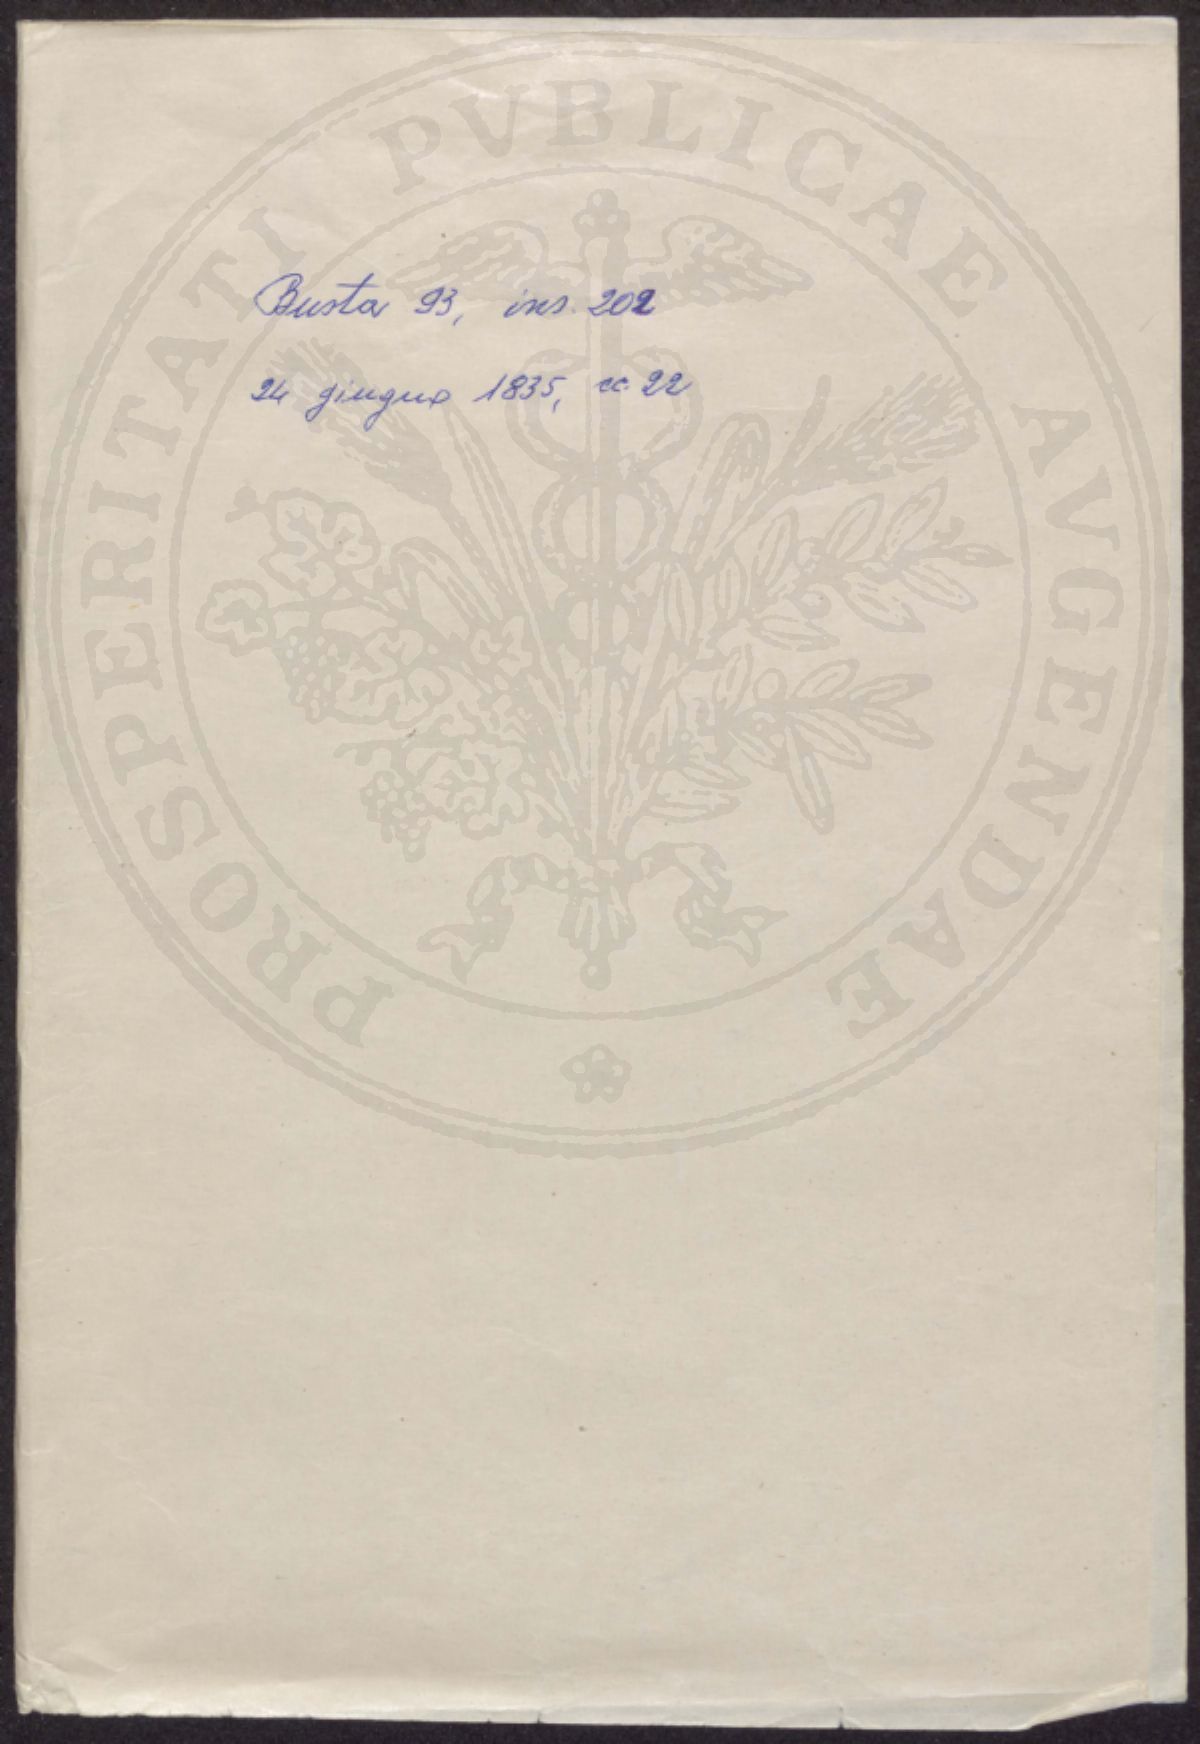 PROSPERITATI PVBLICAE AVGENDAE
Busta 93, ins. 202
24 giugno 1835, cc. 22